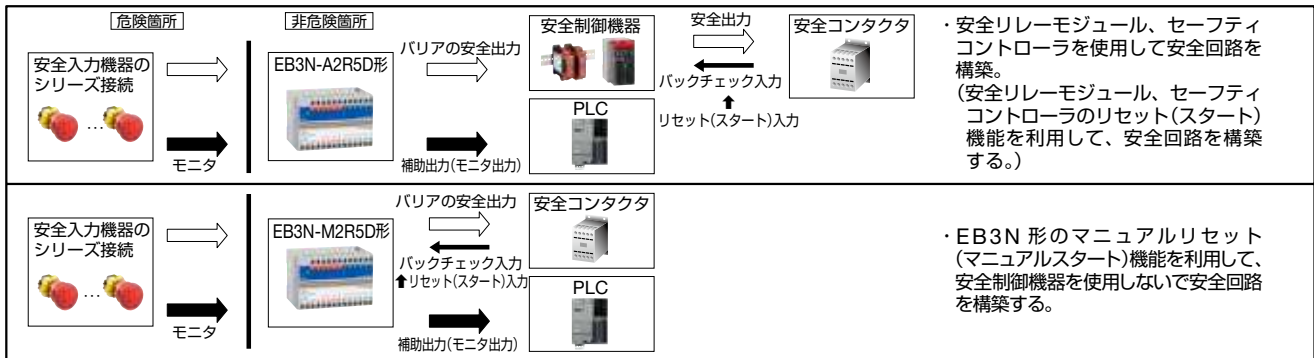 危険箇所
非危険箇所
安全入力機器の
シリーズ接続
…
モニタ
EB3N-A2R5D形
バリアの安全出力
補助出力(モニタ出力)
安全制御機器
PLC
安全出力
バックチェック入力
リセット(スタート)入力
安全コンタクタ
・安全リレーモジュール、セーフティ
コントローラを使用して安全回路を
構築。
(安全リレーモジュール、セーフティ
コントローラのリセット(スタート)
機能を利用して、安全回路を構築
する。)
安全入力機器の
シリーズ接続
…
モニタ
EB3N-M2R5D形
バリアの安全出力
バックチェック入力
リセット(スタート)入力
補助出力(モニタ出力)
安全コンタクタ
PLC
・EB3N 形のマニュアルリセット
(マニュアルスタート)機能を利用して、
安全制御機器を使用しないで安全回路
を構築する。